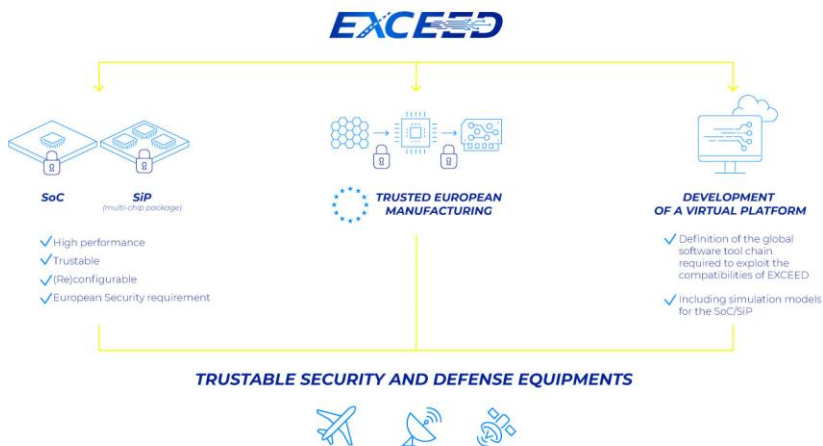 EXCEED
SoC
SiP
(multi-chip package)
High performance
Trustable
(Re)configurable
European Security requirement
TRUSTED EUROPEAN
MANUFACTURING
DEVELOPMENT
OF A VIRTUAL PLATFORM
Definition of the global
software tool chain
required to exploit the
compatibilities of EXCEED
Including simulation models
for the SoC/SiP
TRUSTABLE SECURITY AND DEFENSE EQUIPMENTS